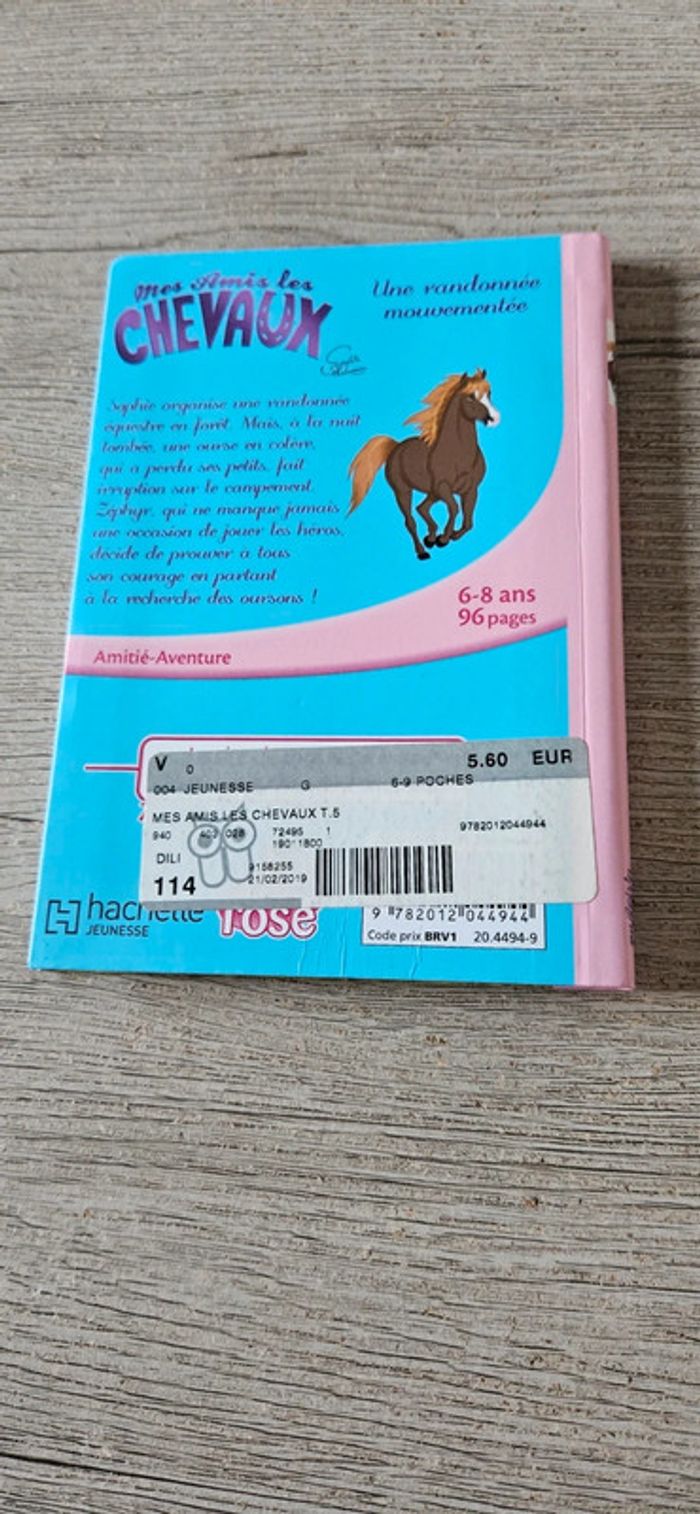 Mes Amis les
CHEVAUX
Une randonnée
mouvementée
Sophie organise une randonnée
équestre en forêt. Mais, à la nuit
tombée, une ourse en colère,
qui a perdu ses petits, fait
irruption sur le campement.
Zéphyr, qui ne manque jamais
une occasion de jouer les héros,
décide de prouver à tous
son courage en partant
à la recherche des oursons !
6-8 ans
96 pages
Amitié-Aventure
V 0 5.60 EUR
004 JEUNESSE G 6-9 POCHES
MES AMIS LES CHEVAUX T.5
940 403 028 72495 1 9782012044944
19011800
DILI
9158255
114 21/02/2019
hachette rose
JEUNESSE
9 782012 044944
Code prix BRV1 20.4494-9